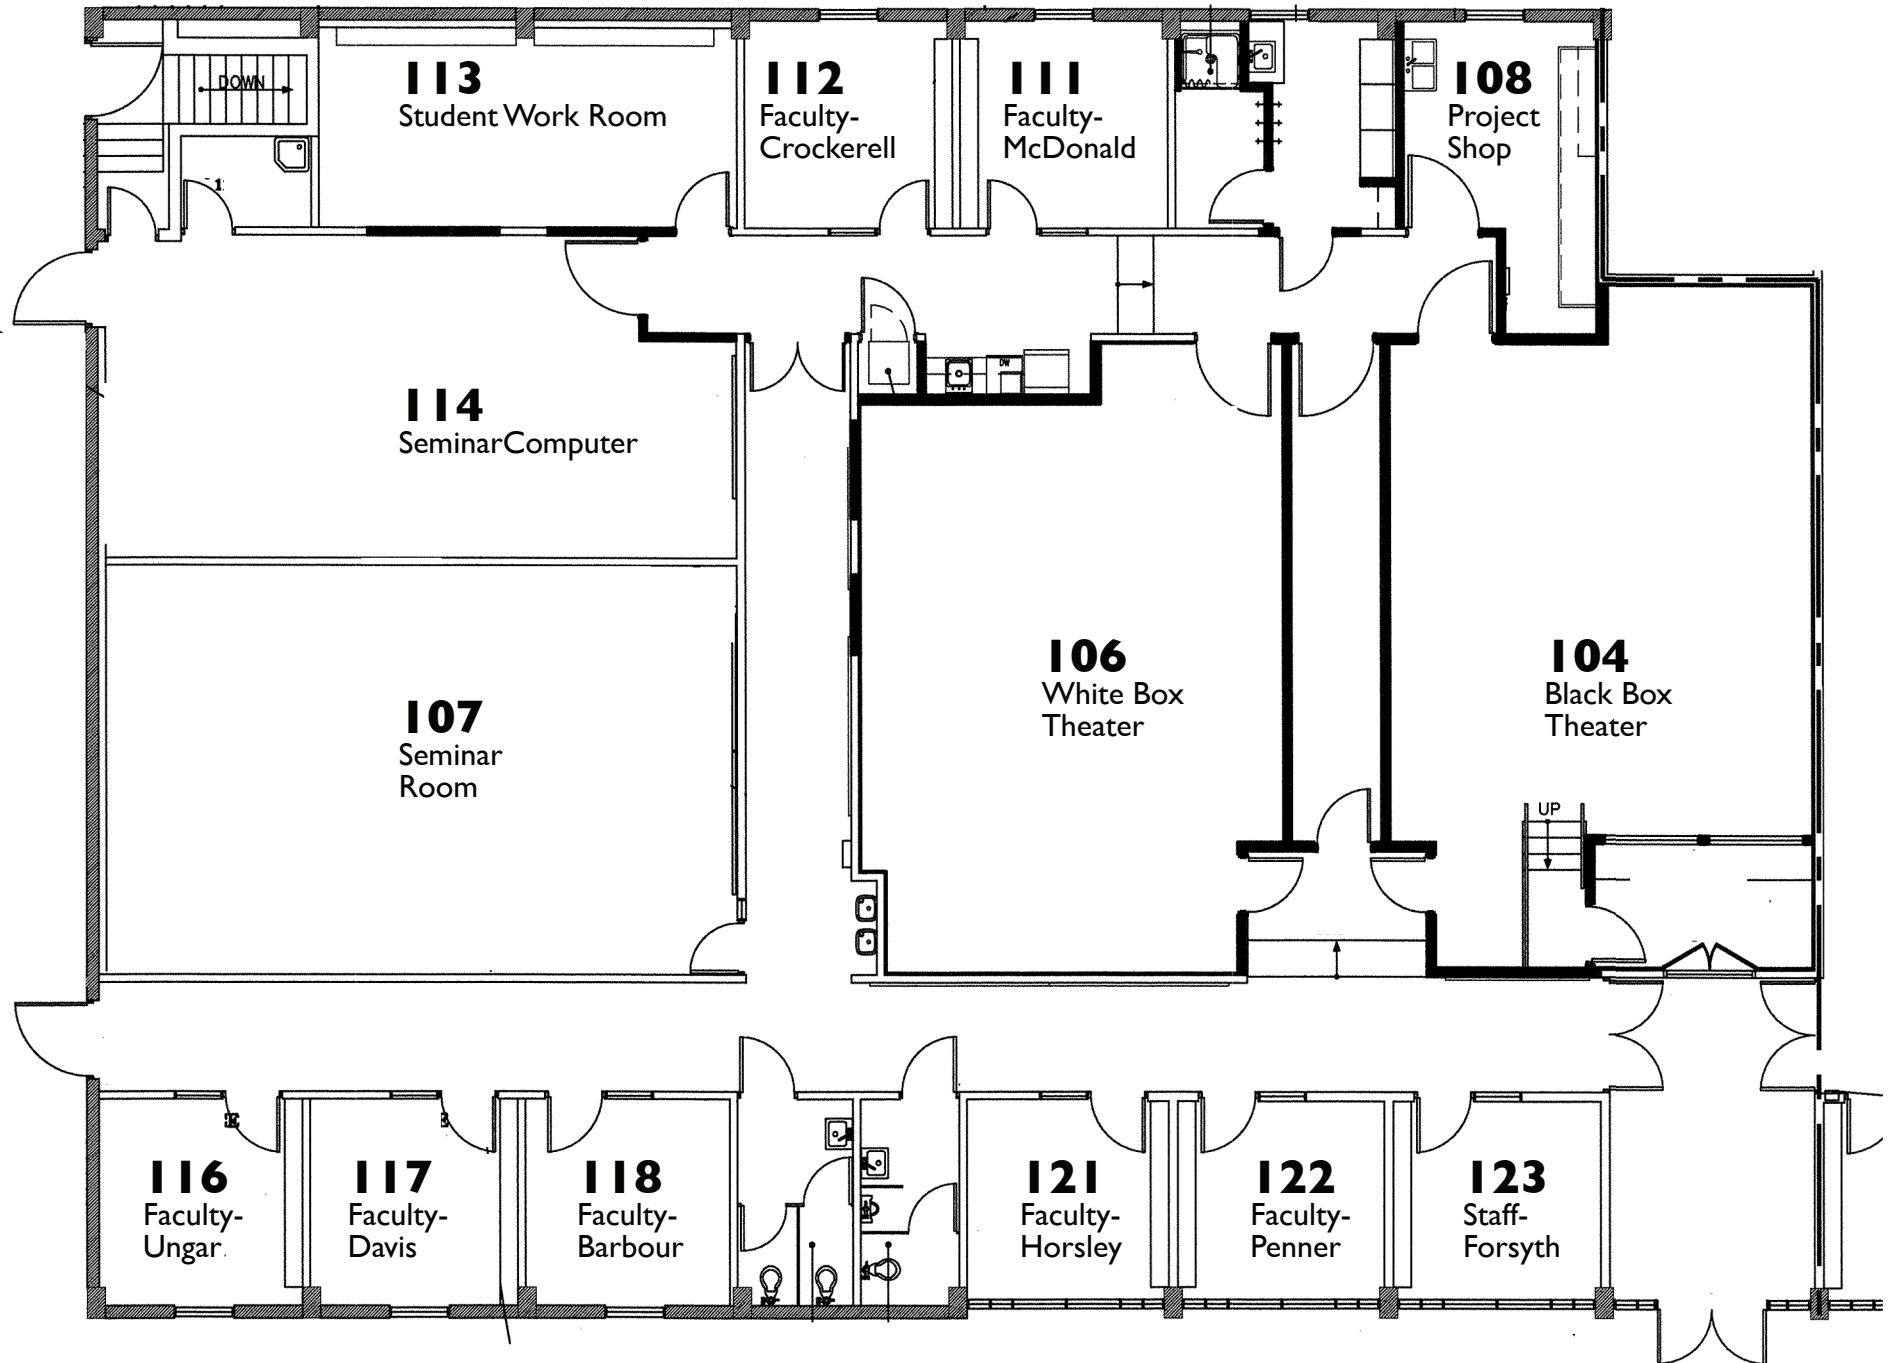 DOWN
113
Student Work Room
112
Faculty-
Crockerell
111
Faculty-
McDonald
108
Project
Shop
1
DW
114
SeminarComputer
107
Seminar
Room
106
White Box
Theater
104
Black Box
Theater
UP
116
Faculty-
Ungar
117
Faculty-
Davis
118
Faculty-
Barbour
121
Faculty-
Horsley
122
Faculty-
Penner
123
Staff-
Forsyth